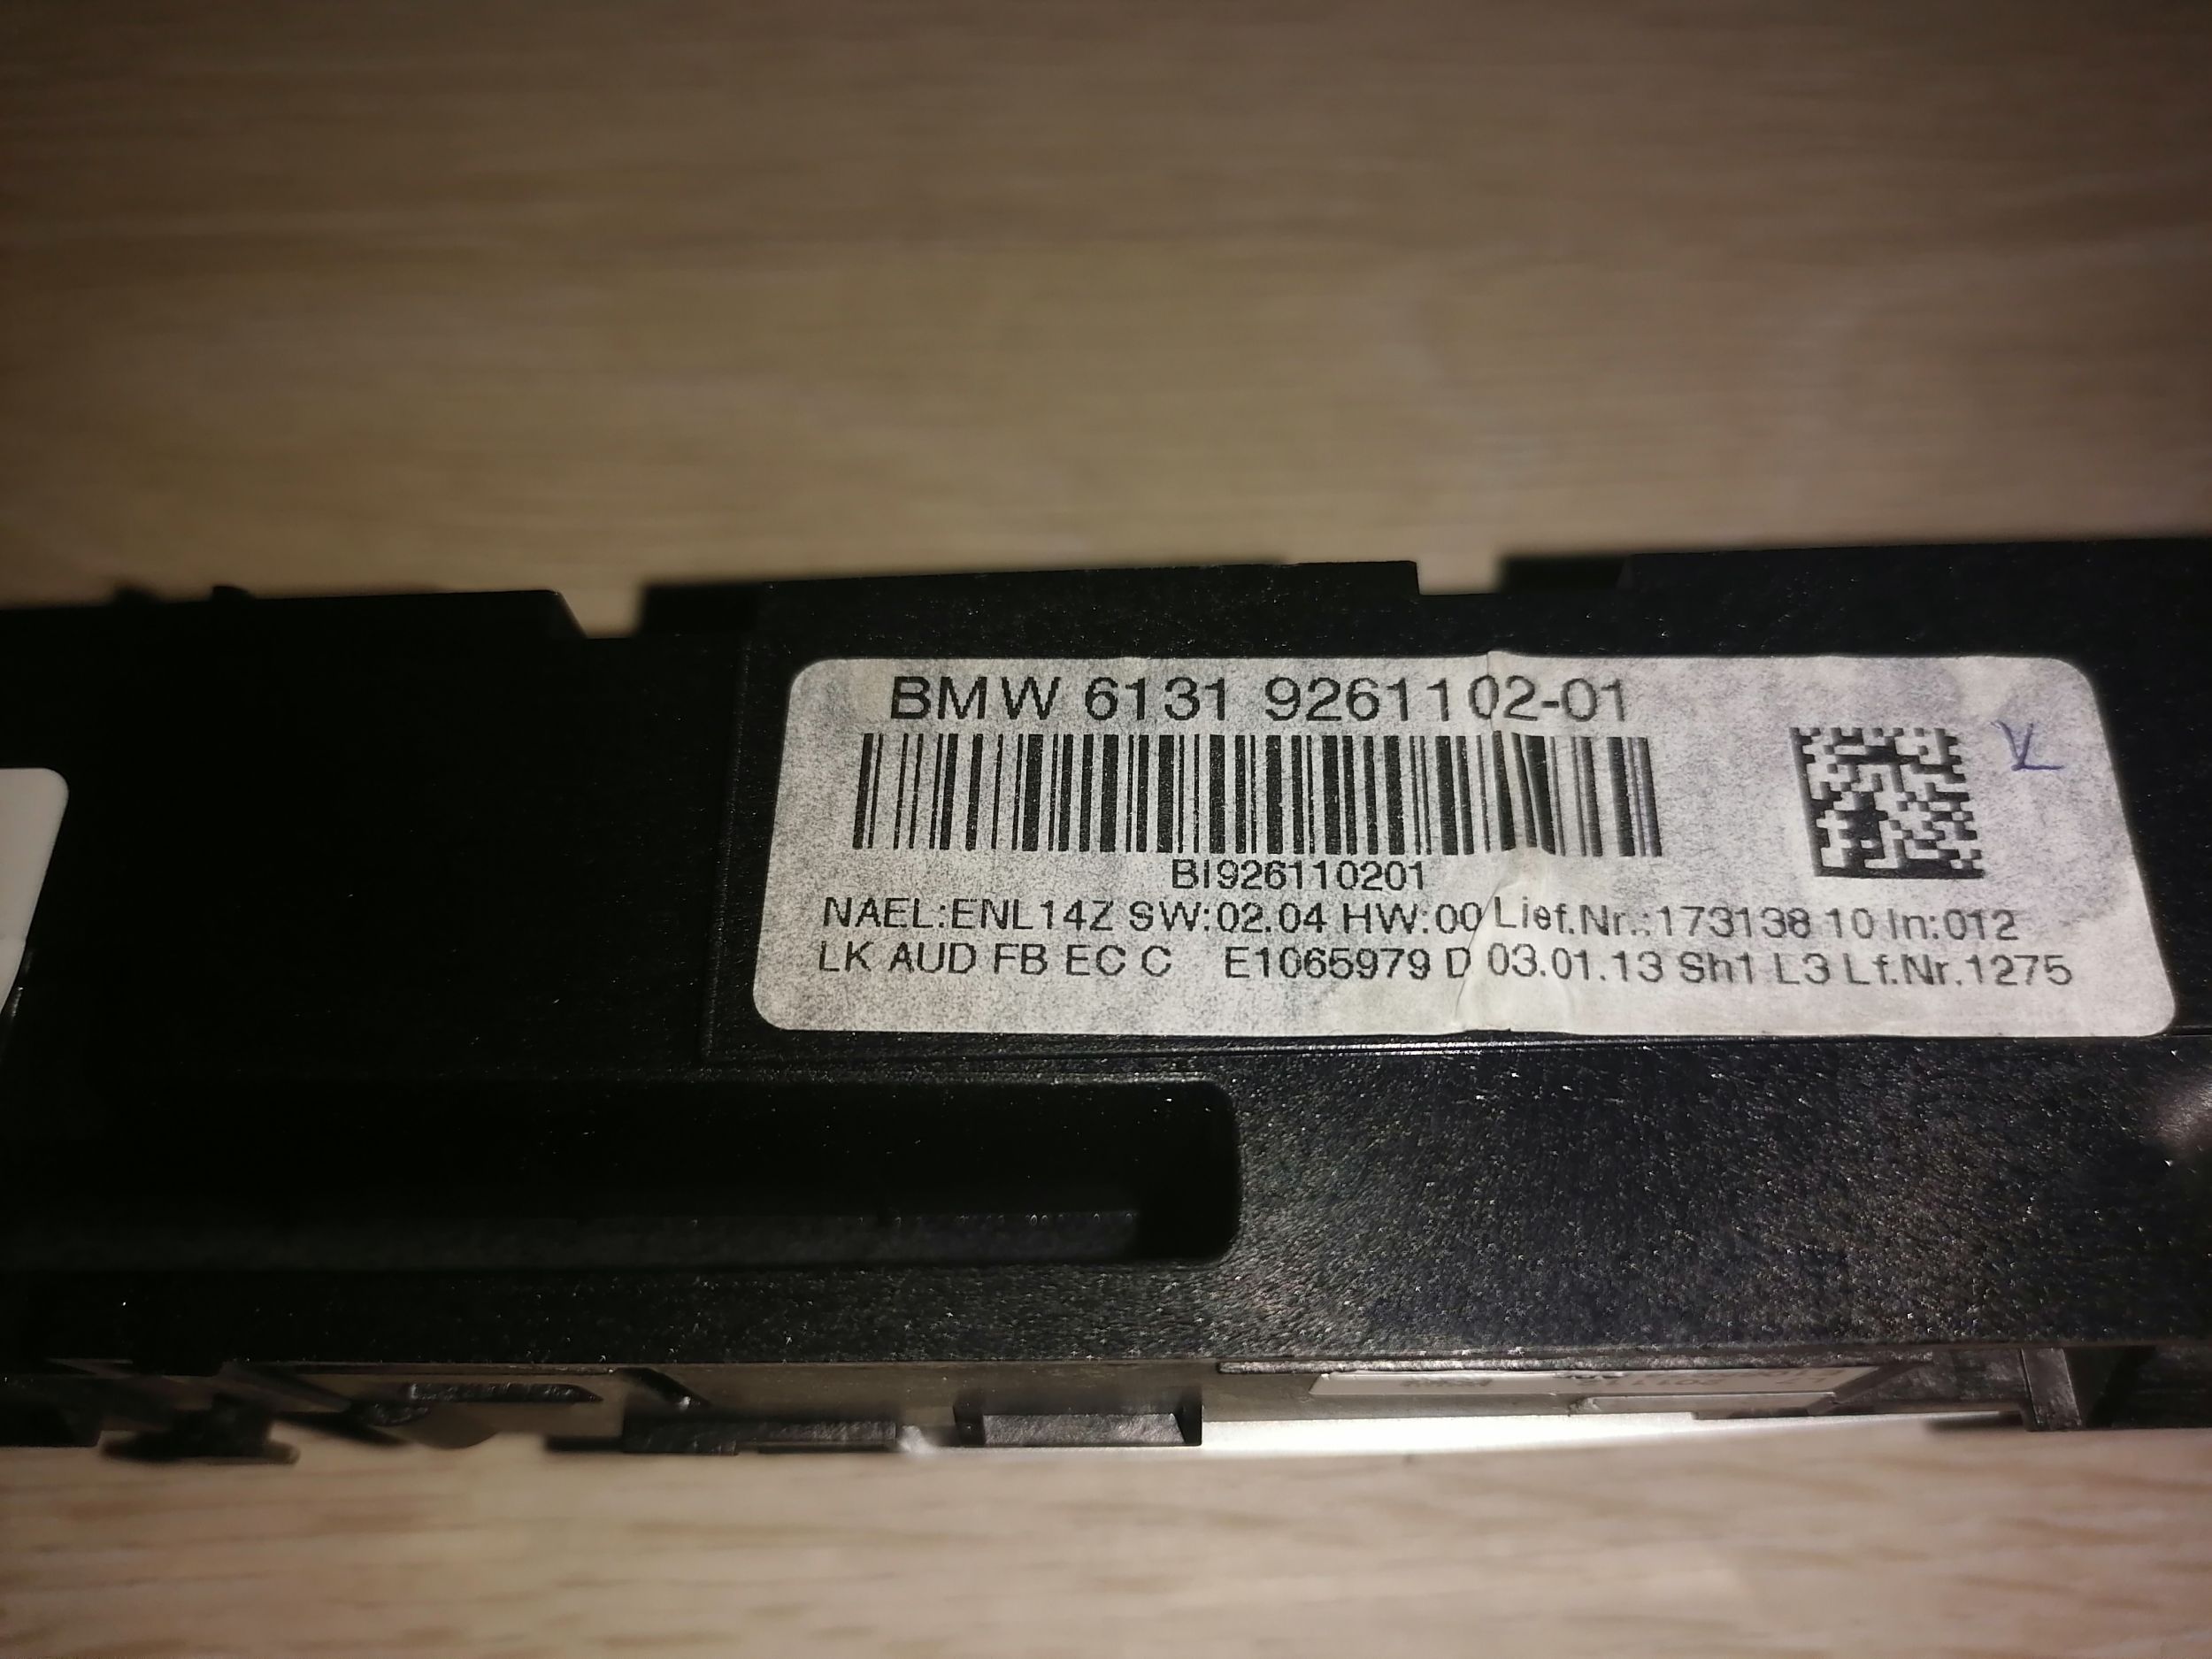 BMW 6131 9261102-01
BI926110201
NAEL:ENL14Z SW:02.04 HW:00 Lief.Nr.:173138 10 In:012
LK AUD FB EC C E1065979 D 03.01.13 Sh1 L3 Lf.Nr.1275